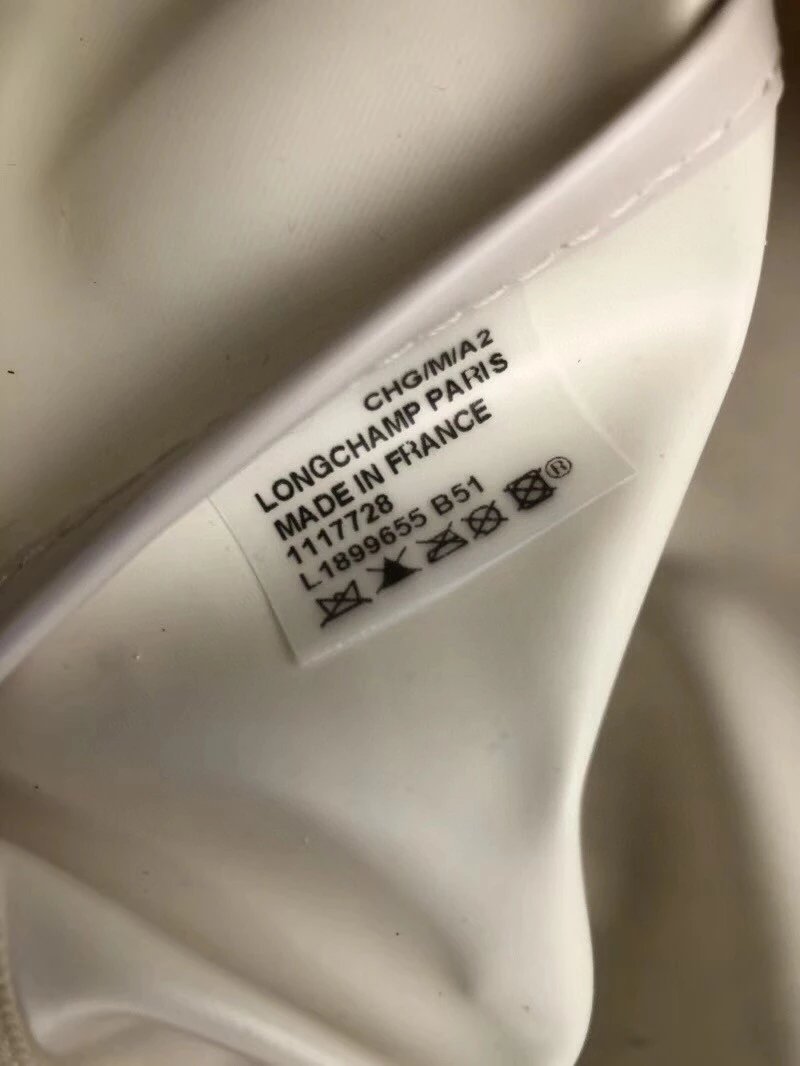 CHG/M/A2
LONGCHAMP PARIS
MADE IN FRANCE
1117728
L1899655 B51
®